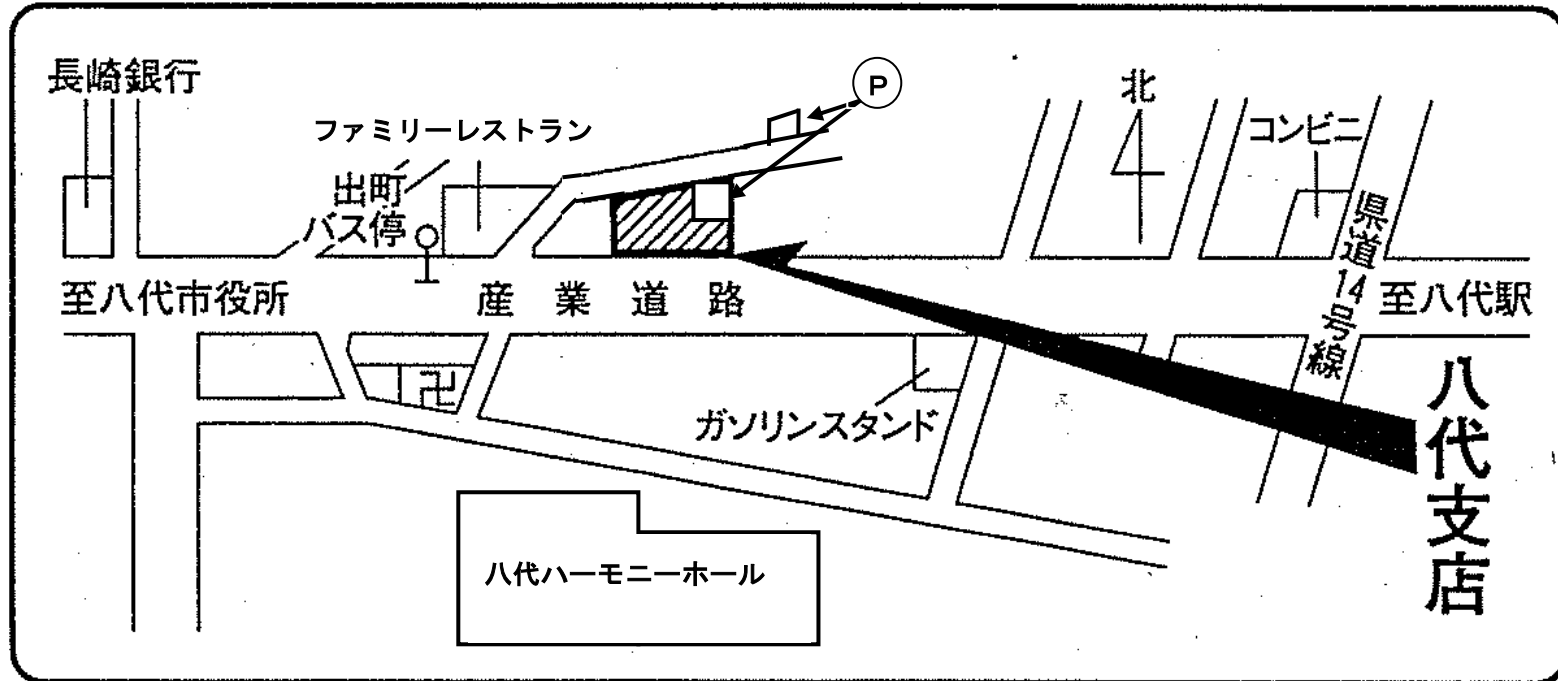 長崎銀行
P
北
ファミリーレストラン
コンビニ
出町
バス停
至八代市役所
産業道路
県道14号線
至八代駅
卍
ガソリンスタンド
八代支店
八代ハーモニーホール